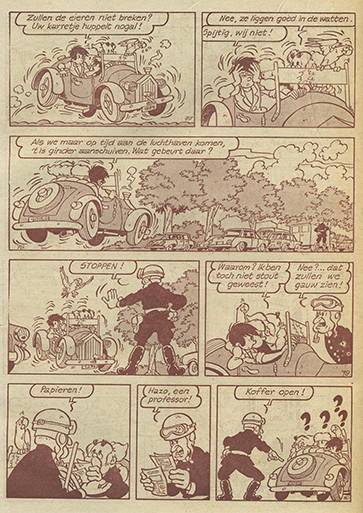 Zullen de eieren niet breken?
Uw karretje huppelt nogal!
Nee, ze liggen goed in de watten.
Spijtig, wij niet!
Als we maar op tijd aan de luchthaven komen,
't is ginder aanschuiven. Wat gebeurt daar?
STOPPEN!
Waarom? Ik ben
toch niet stout
geweest!
Nee?... dat
zullen we
gauw zien!
Papieren!
Hazo, een
professor!
Koffer open!
? ? ? ?